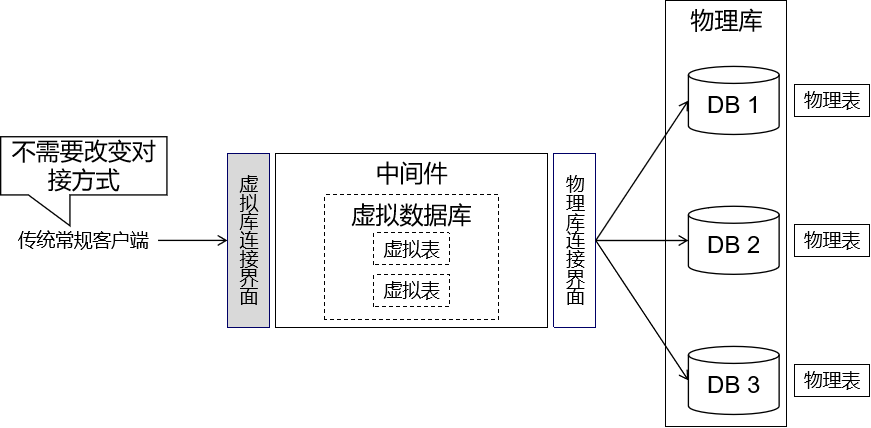 不需要改变对
接方式
传统常规客户端
虚拟库连接界面
中间件
虚拟数据库
虚拟表
虚拟表
物理库连接界面
物理库
DB 1
物理表
DB 2
物理表
DB 3
物理表